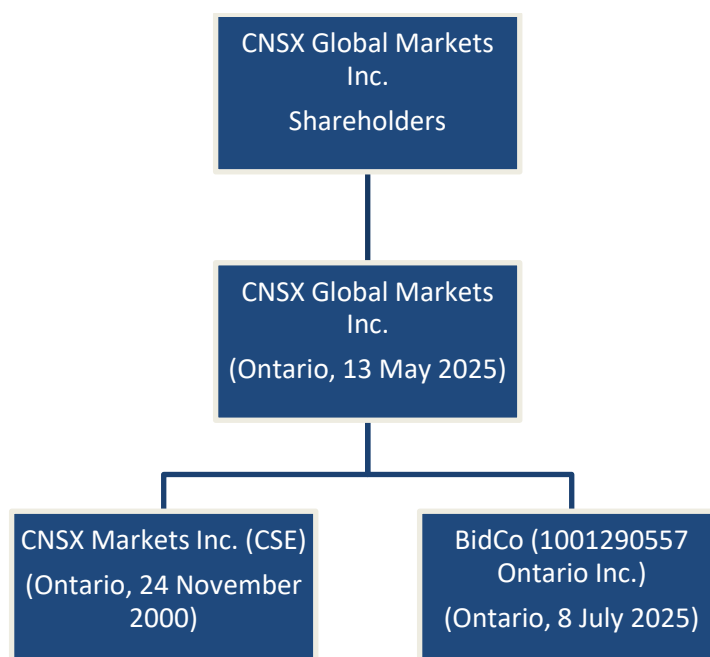 CNSX Global Markets
Inc.
Shareholders
CNSX Global Markets
Inc.
(Ontario, 13 May 2025)
CNSX Markets Inc. (CSE)
(Ontario, 24 November
2000)
BidCo (1001290557
Ontario Inc.)
(Ontario, 8 July 2025)